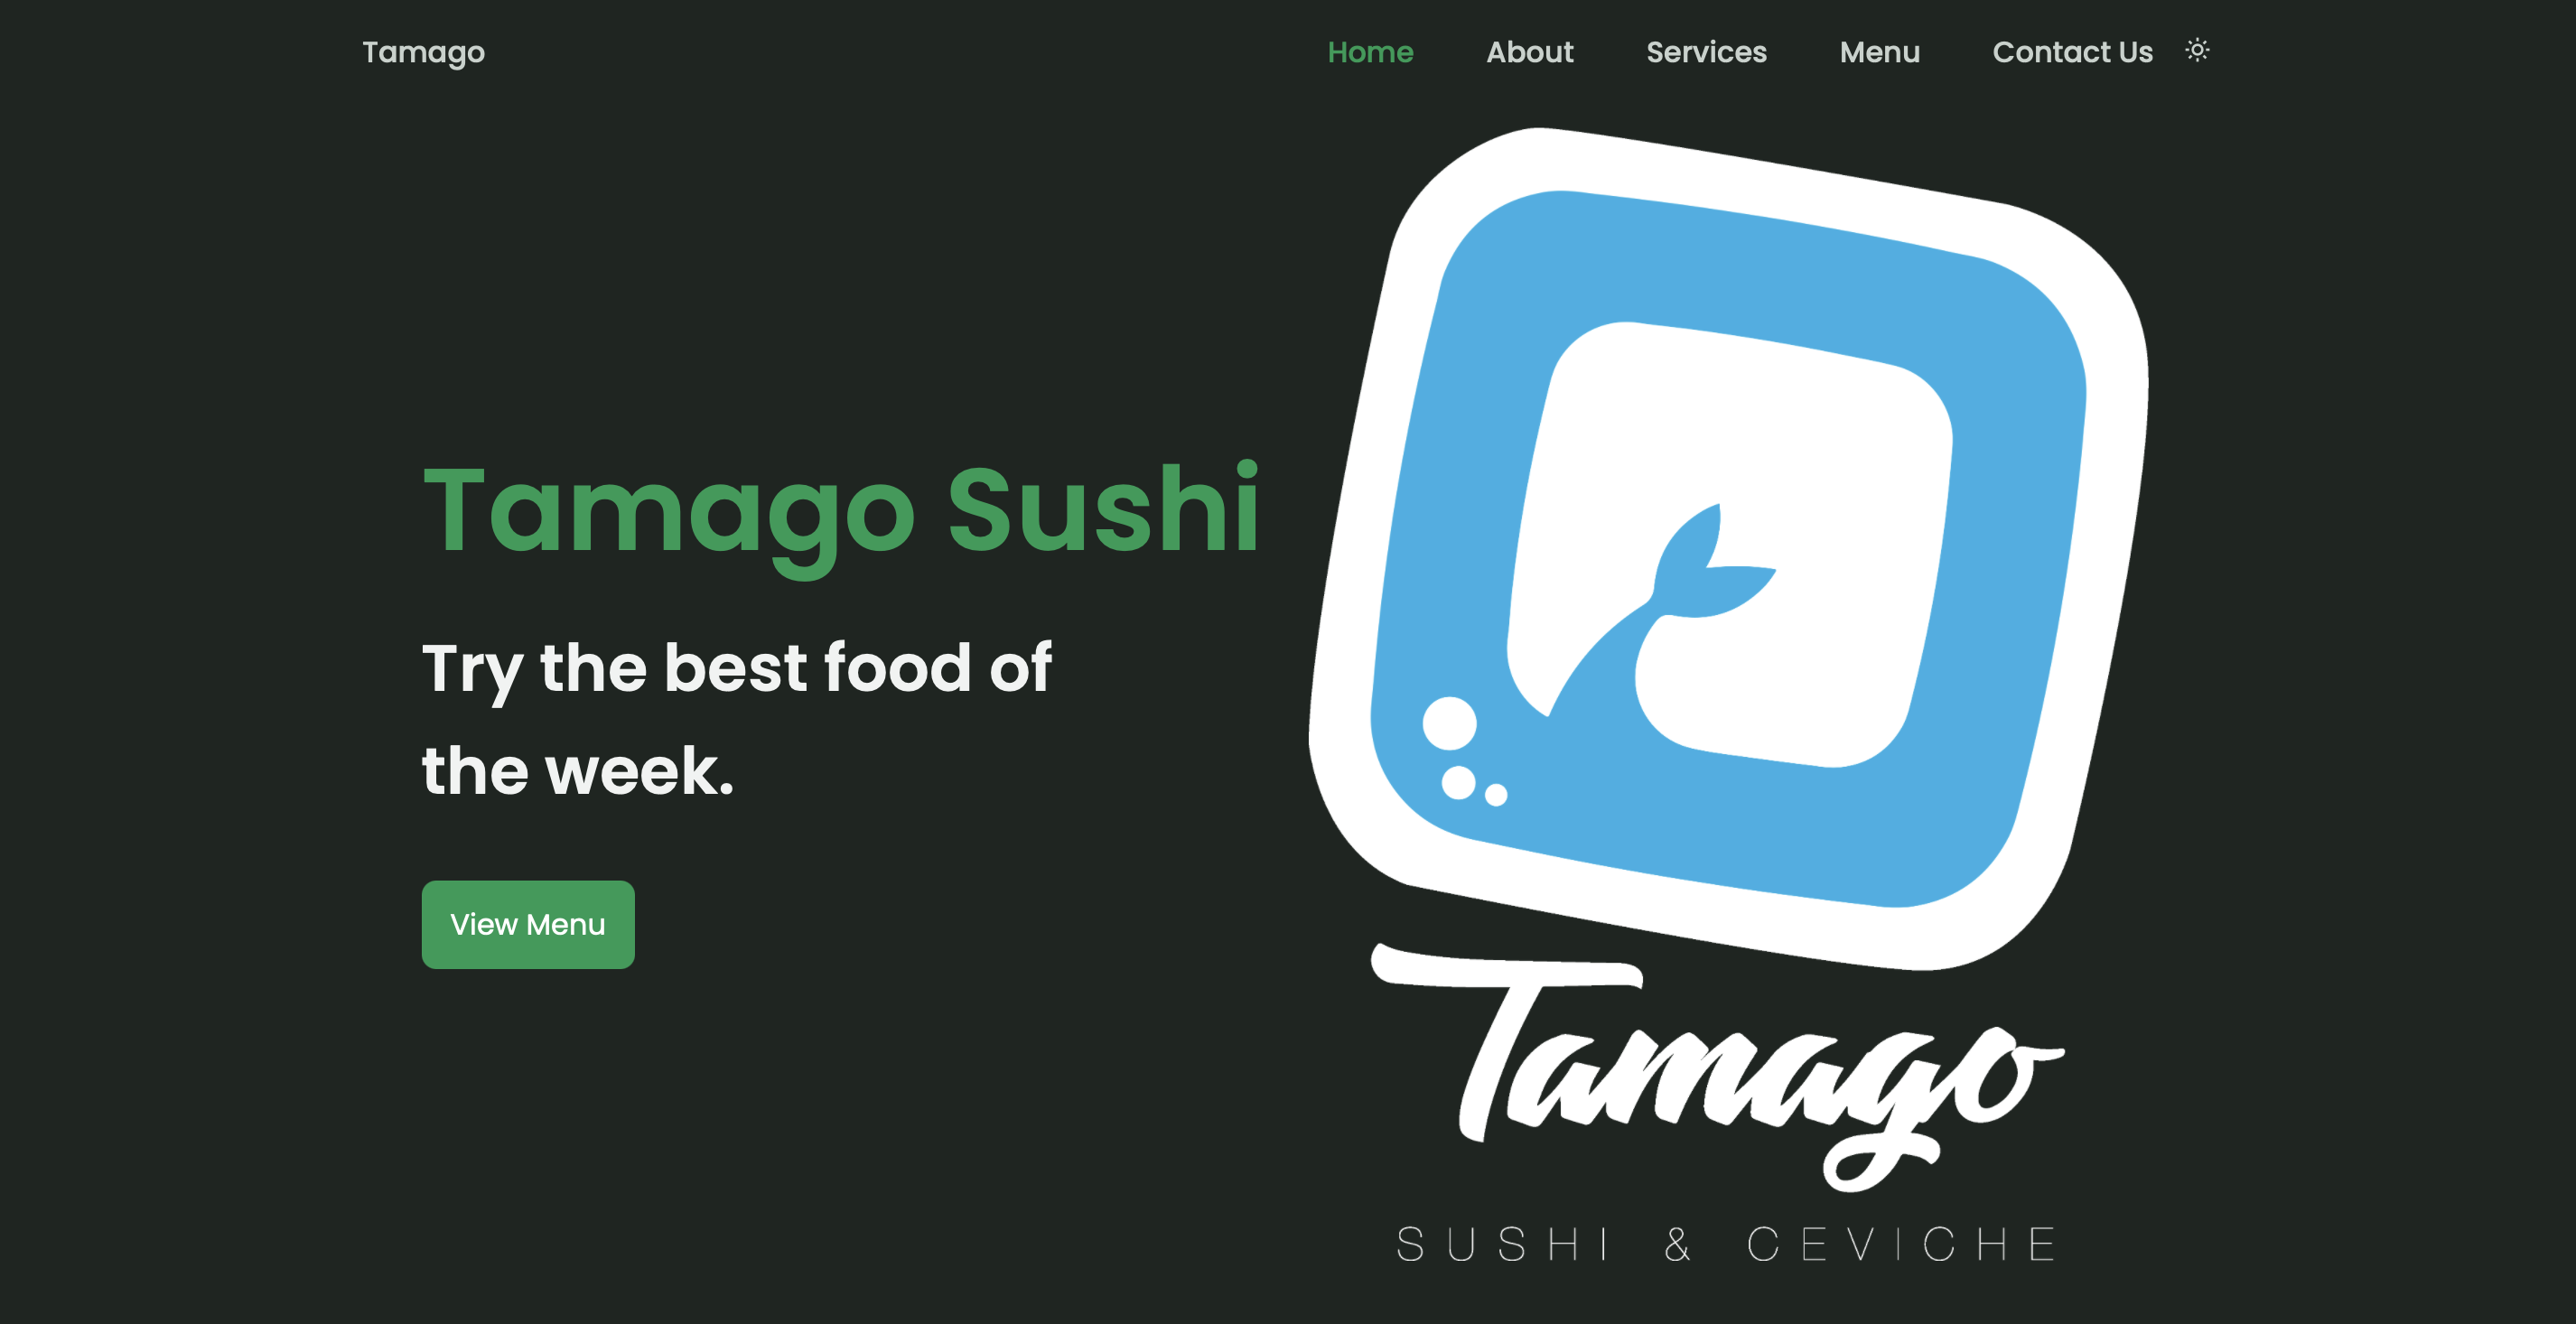 Tamago
Home About Services Menu Contact Us
Tamago Sushi
Try the best food of
the week.
View Menu
Tamago
SUSHI & CEVICHE